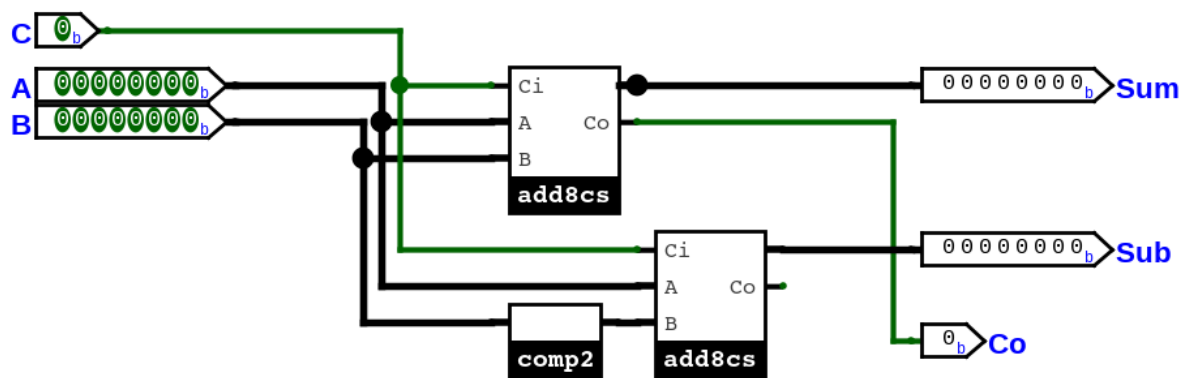 C 0b
A 00000000b
B 00000000b
Ci
A
B
Co
add8cs
00000000b Sum
Ci
A
B
Co
add8cs
comp2
00000000b Sub
0b Co